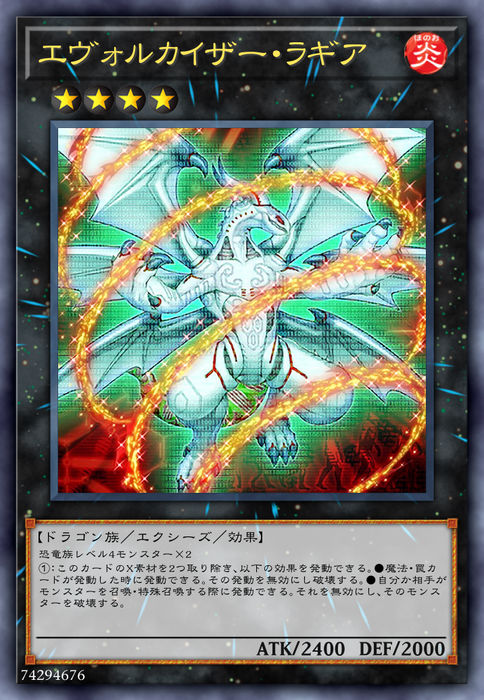 エヴォルカイザー・ラギア
ほのお
炎
【ドラゴン族／エクシーズ／効果】
恐竜族レベル4モンスター×2
①：このカードのX素材を2つ取り除き、以下の効果を発動できる。●魔法・罠カ
ードが発動した時に発動できる。その発動を無効にし破壊する。●自分か相手が
モンスターを召喚・特殊召喚する際に発動できる。それを無効にし、そのモンス
ターを破壊する。
ATK/2400 DEF/2000
74294676